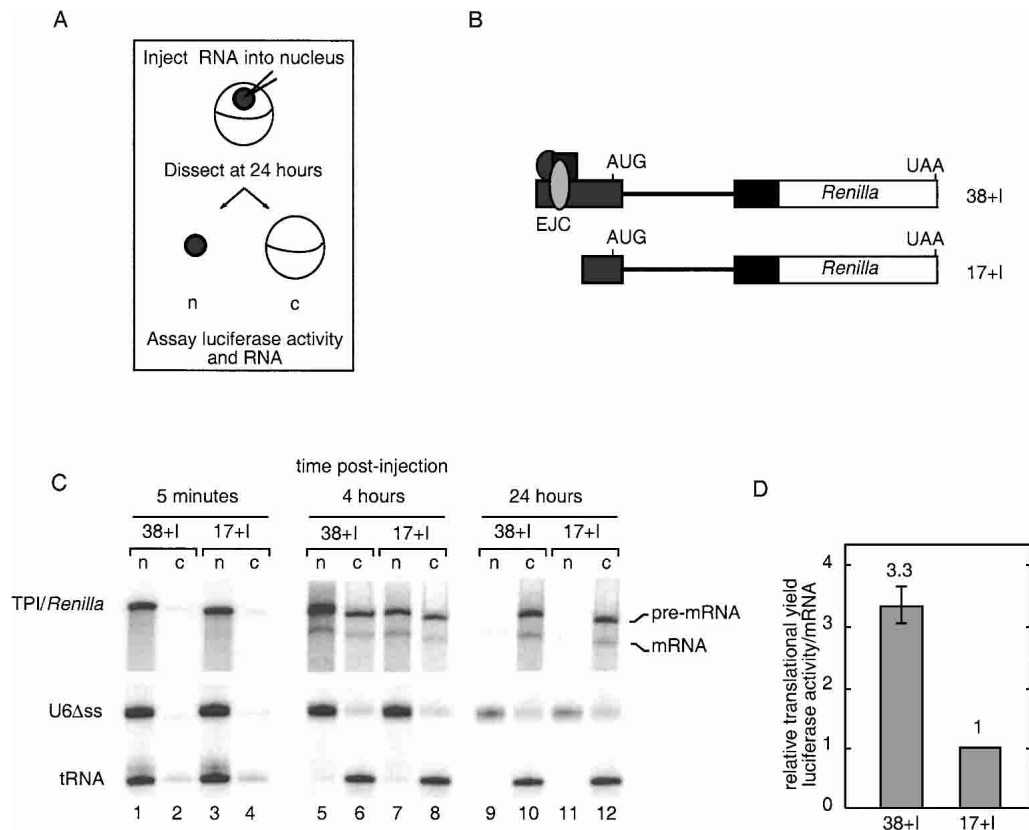 A
Inject RNA into nucleus
Dissect at 24 hours
n c
Assay luciferase activity
and RNA
B
AUG UAA
Renilla 38+I
EJC
AUG UAA
Renilla 17+I
C
time post-injection
5 minutes 4 hours 24 hours
38+I 17+I 38+I 17+I 38+I 17+I
n c n c n c n c n c n c
TPI/Renilla
pre-mRNA
mRNA
U6Δss
tRNA
1 2 3 4 5 6 7 8 9 10 11 12
D
relative translational yield
luciferase activity/mRNA
4
3
2
1
0
3.3
1
38+I 17+I